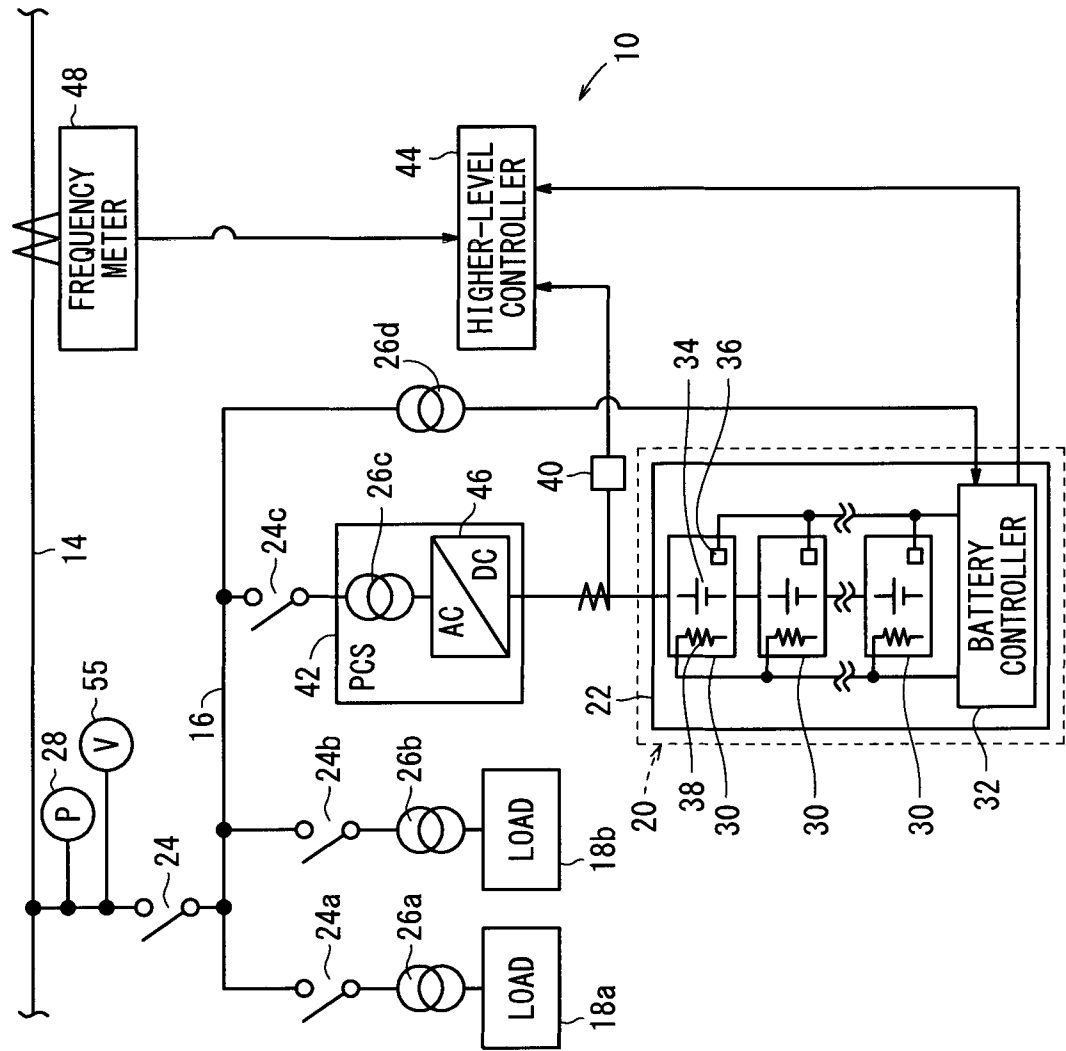 14
48
FREQUENCY
METER
10
44
HIGHER-LEVEL
CONTROLLER
55
V
28
P
24
16
24c
26c
26d
42
PCS
46
AC
DC
40
24b
26b
LOAD
18b
24a
26a
LOAD
18a
34
36
22
20
38
30
30
30
32
BATTERY
CONTROLLER